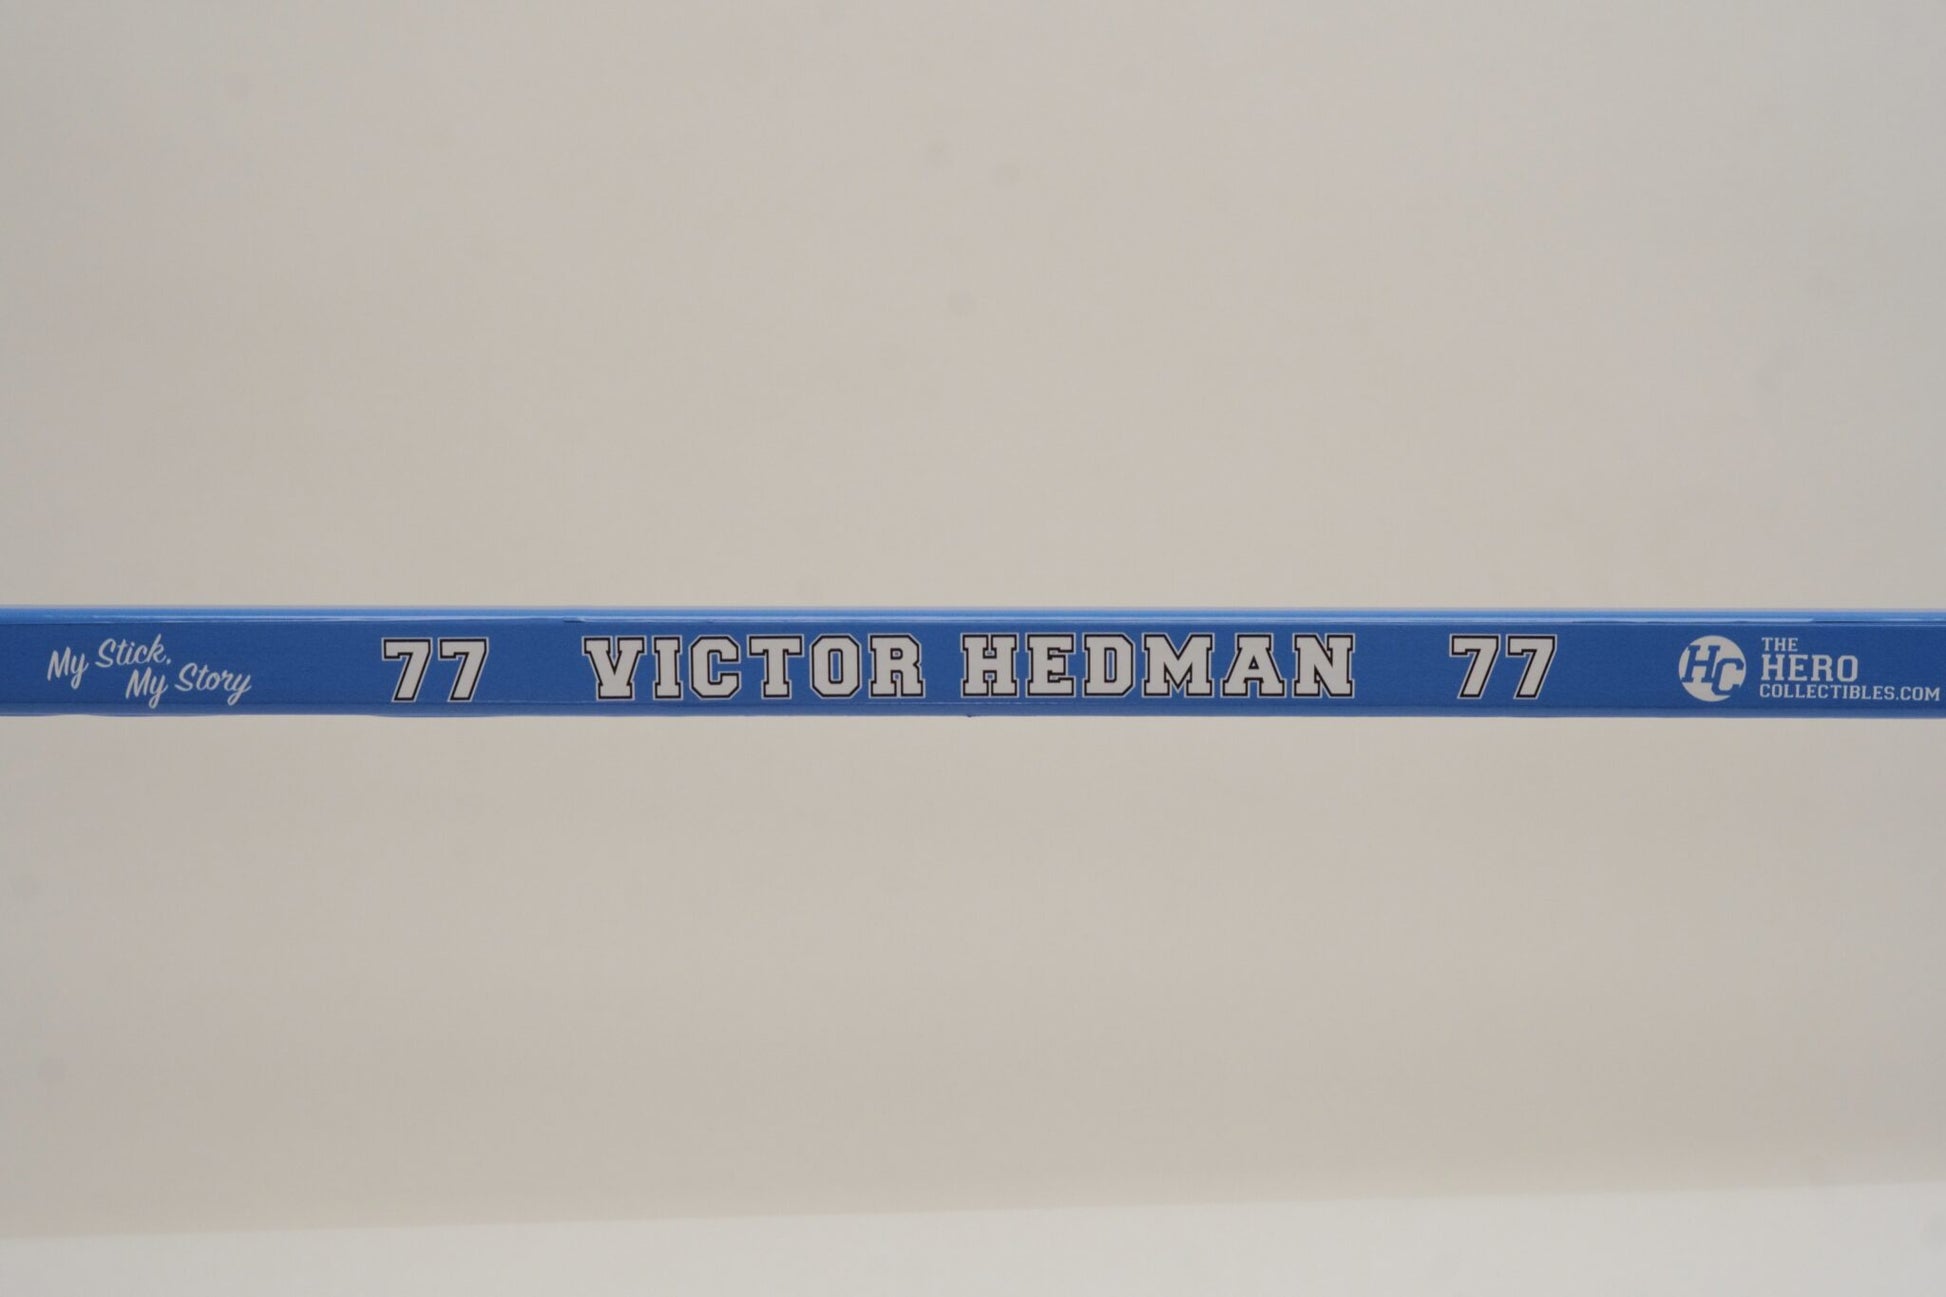 My Stick,
My Story
77 VICTOR HEDMAN 77
HC
THE
HERO
COLLECTIBLES.COM